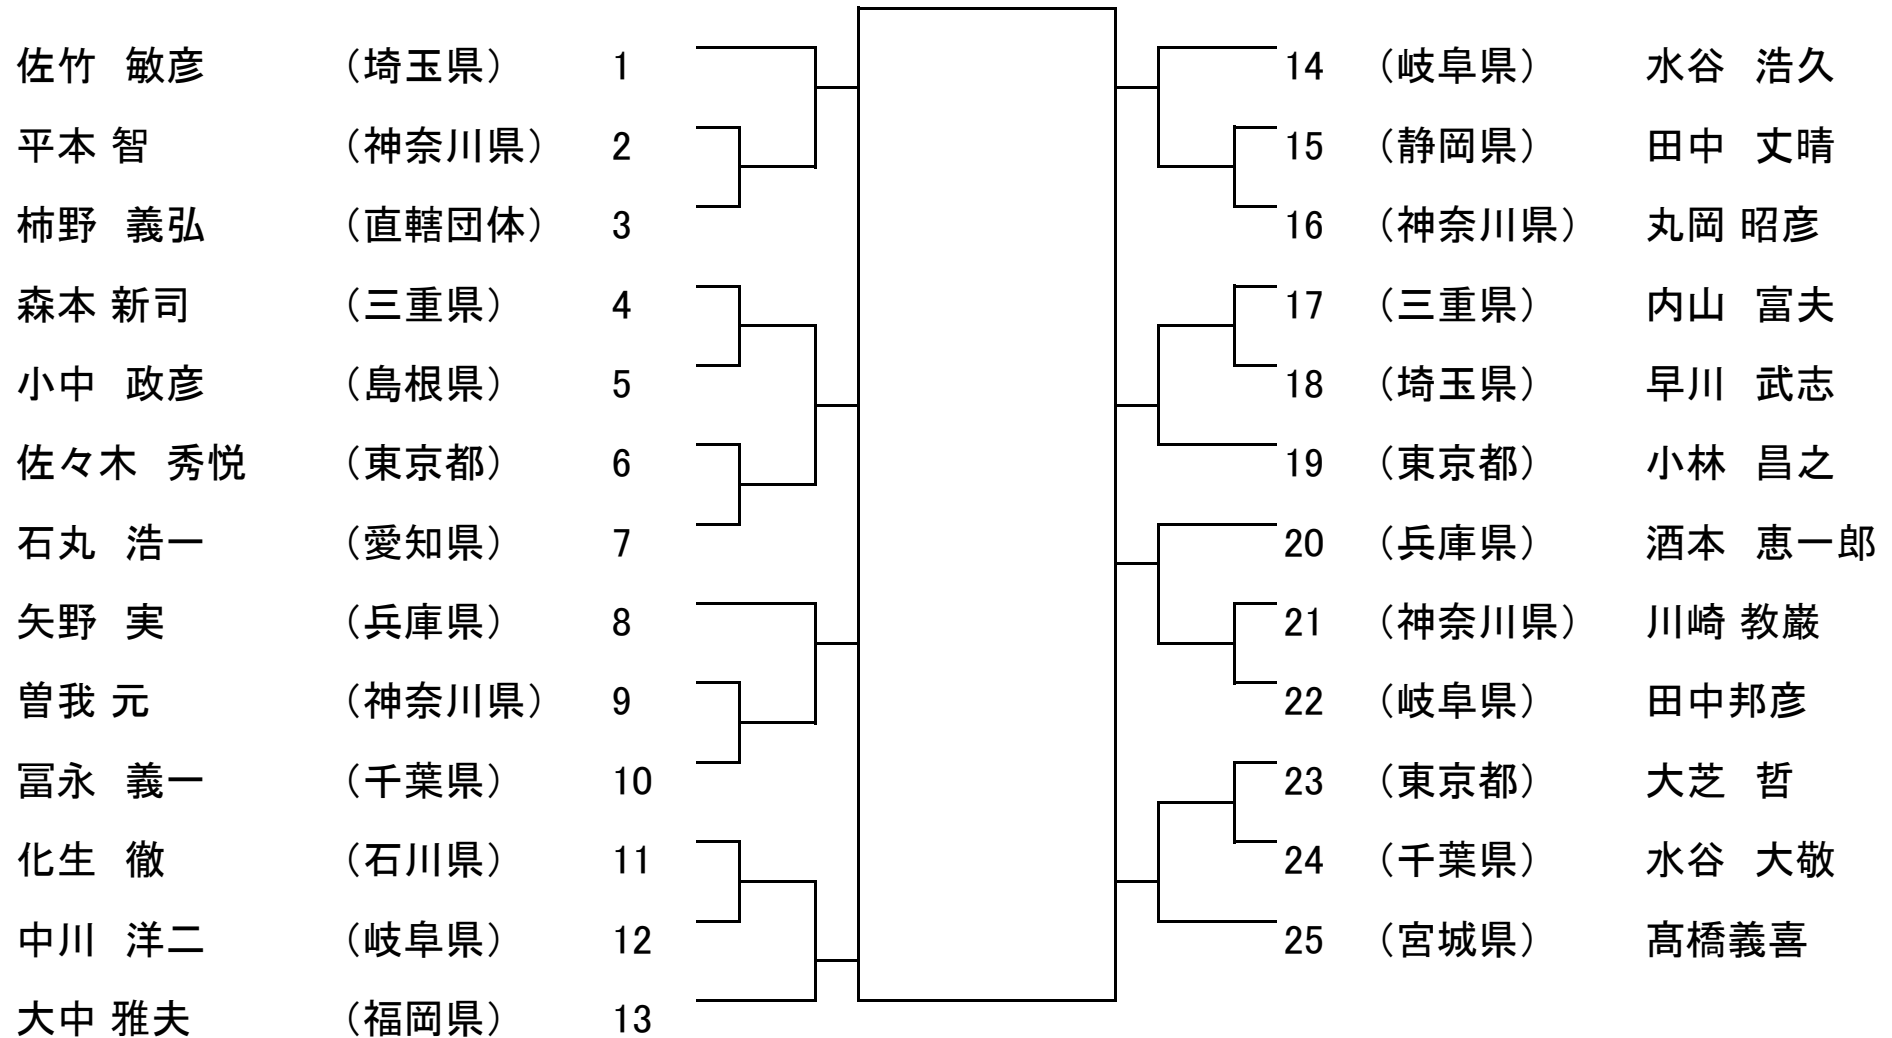 佐竹　敏彦 （埼玉県） 1 14 （岐阜県） 水谷　浩久
平本 智 （神奈川県） 2 15 （静岡県） 田中　丈晴
柿野　義弘 （直轄団体） 3 16 （神奈川県） 丸岡 昭彦
森本 新司 （三重県） 4 17 （三重県） 内山　富夫
小中　政彦 （島根県） 5 18 （埼玉県） 早川　武志
佐々木　秀悦 （東京都） 6 19 （東京都） 小林　昌之
石丸　浩一 （愛知県） 7 20 （兵庫県） 酒本　恵一郎
矢野　実 （兵庫県） 8 21 （神奈川県） 川崎 教巌
曽我 元 （神奈川県） 9 22 （岐阜県） 田中邦彦
冨永　義一 （千葉県） 10 23 （東京都） 大芝　哲
化生　徹 （石川県） 11 24 （千葉県） 水谷　大敬
中川　洋二 （岐阜県） 12 25 （宮城県） 髙橋義喜
大中 雅夫 （福岡県） 13